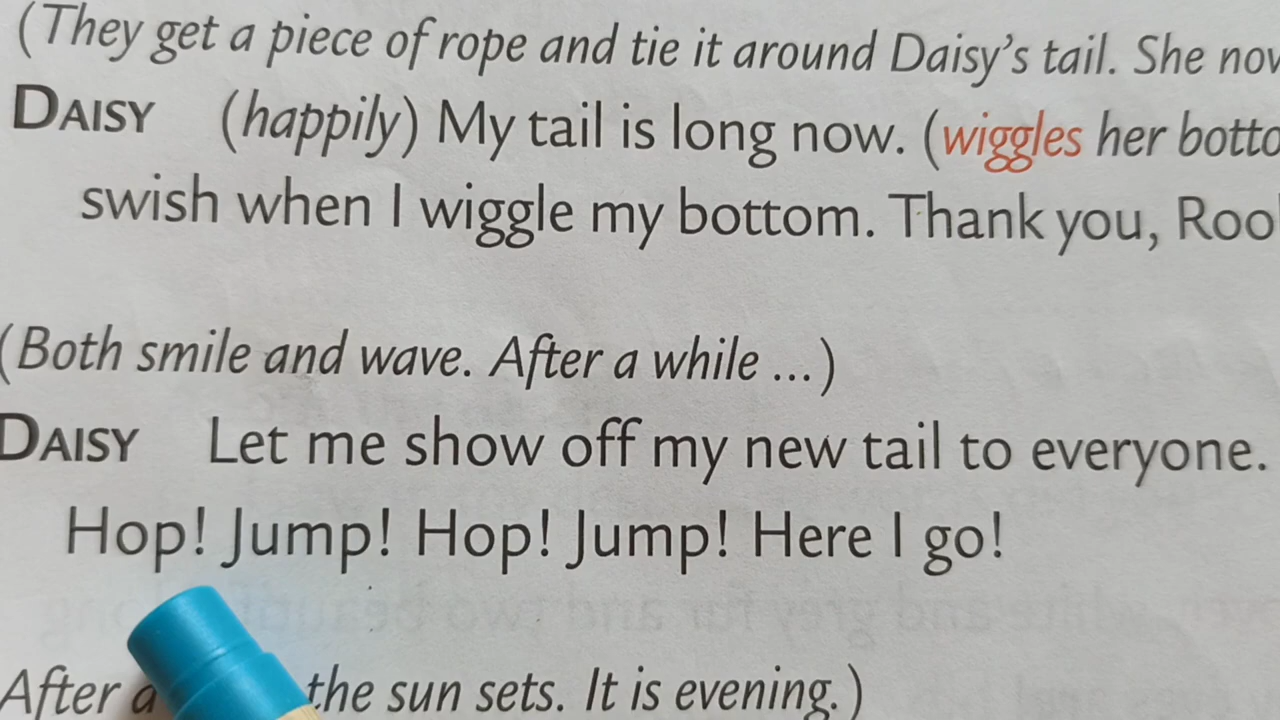 (They get a piece of rope and tie it around Daisy's tail. She now
DAISY (happily) My tail is long now. (wiggles her
swish when I wiggle my bottom. Thank you,
(Both smile and wave. After a while ...)
DAISY Let me show off my new tail to everyone.
Hop! Jump! Hop! Jump! Here I go!
After a the sun sets. It is evening.)